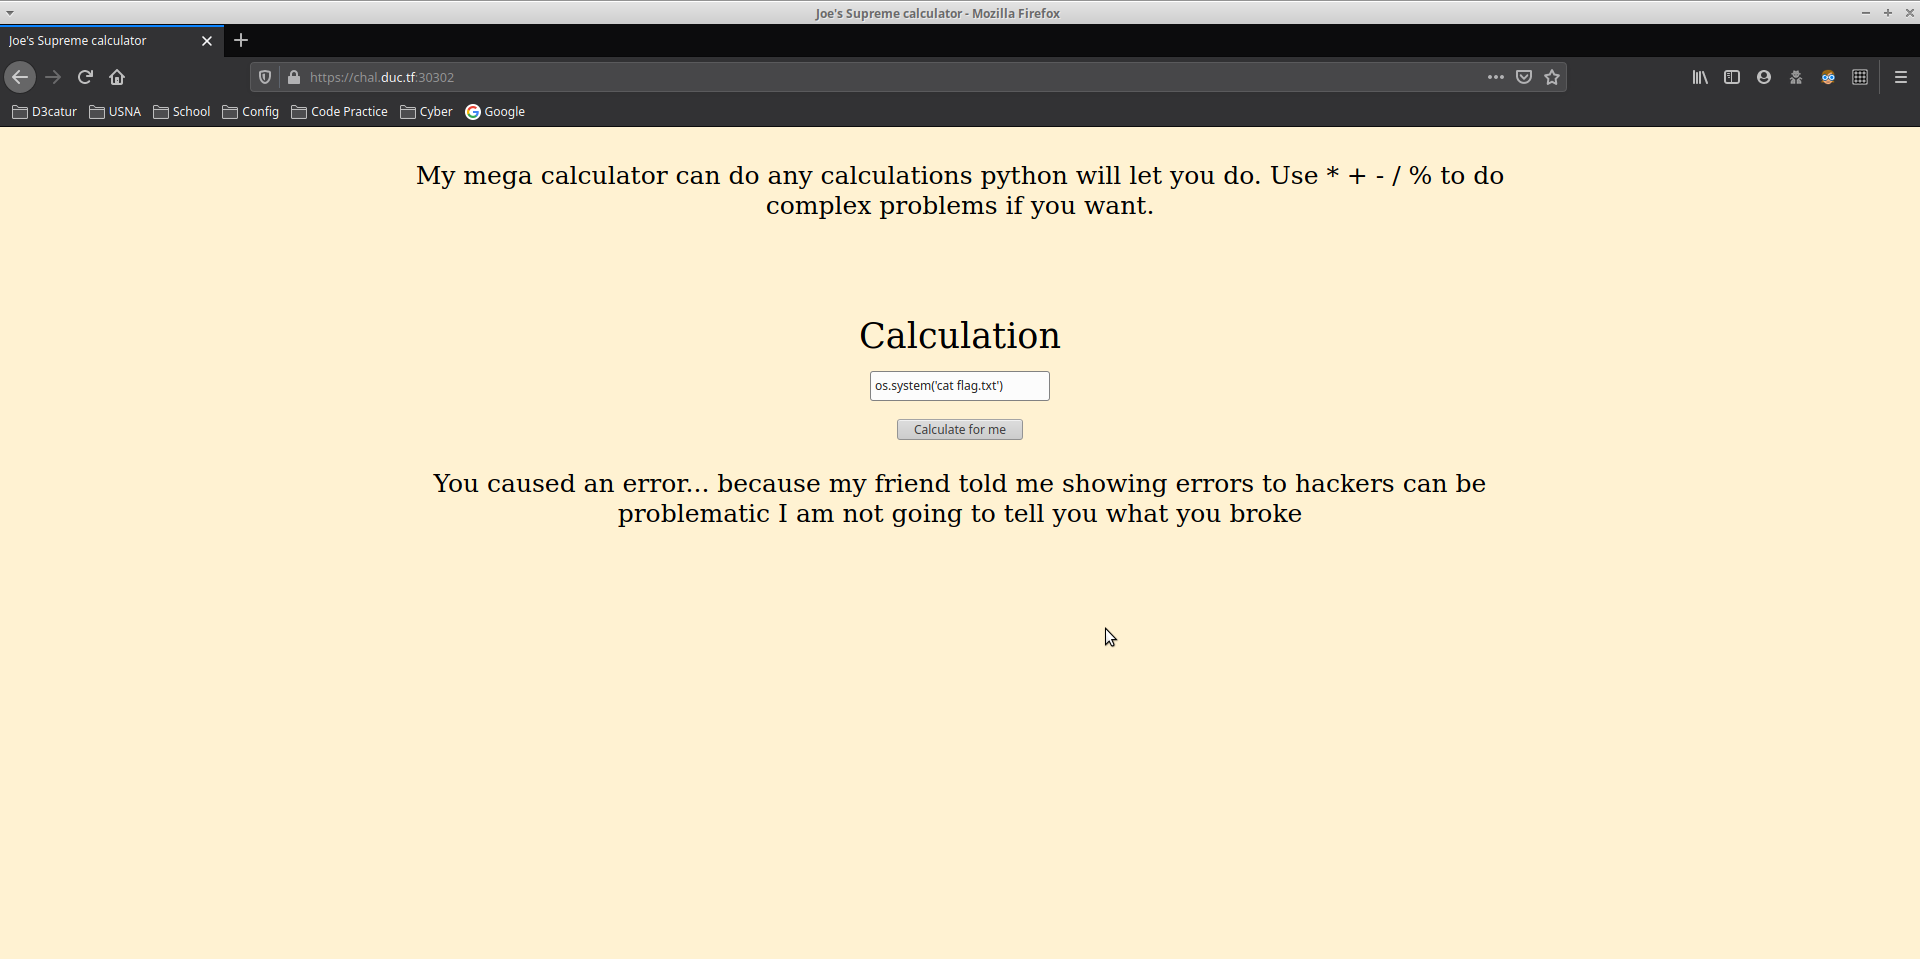 Joe's Supreme calculator - Mozilla Firefox
Joe's Supreme calculator
https://chal.duc.tf:30302
D3catur USNA School Config Code Practice Cyber Google
My mega calculator can do any calculations python will let you do. Use * + - / % to do
complex problems if you want.
Calculation
os.system('cat flag.txt')
Calculate for me
You caused an error... because my friend told me showing errors to hackers can be
problematic I am not going to tell you what you broke